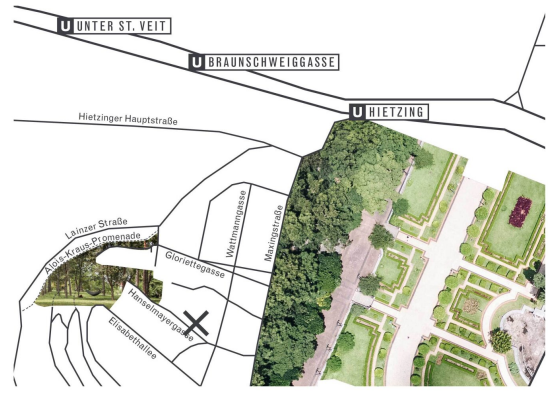 U UNTER ST. VEIT
U BRAUNSCHWEIGGASSE
U HIETZING
Hietzinger Hauptstraße
Lainzer Straße
Alois-Kraus-Promenade
Gloriettegasse
Wattmanngasse
Maxingstraße
Hanselmayergasse
Elisabethallee